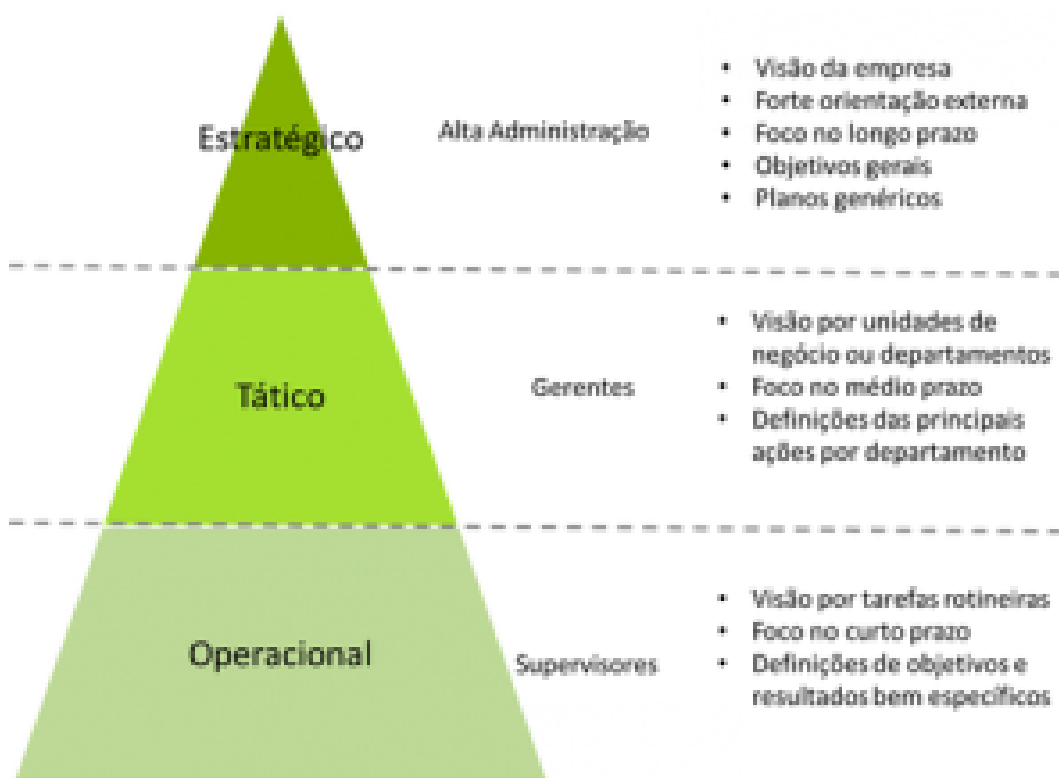 Estratégico
Alta Administração
• Visão da empresa
• Forte orientação externa
• Foco no longo prazo
• Objetivos gerais
• Planos genéricos
Tático
Gerentes
• Visão por unidades de
negócio ou departamentos
• Foco no médio prazo
• Definições das principais
ações por departamento
Operacional
Supervisores
• Visão por tarefas rotineiras
• Foco no curto prazo
• Definições de objetivos e
resultados bem específicos